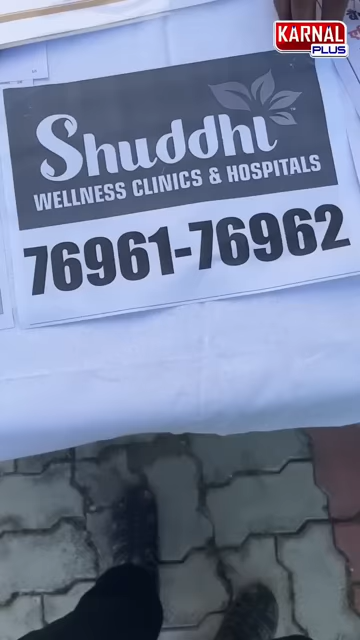 KARNAL
PLUS
Shuddhi
WELLNESS CLINICS & HOSPITALS
76961-76962